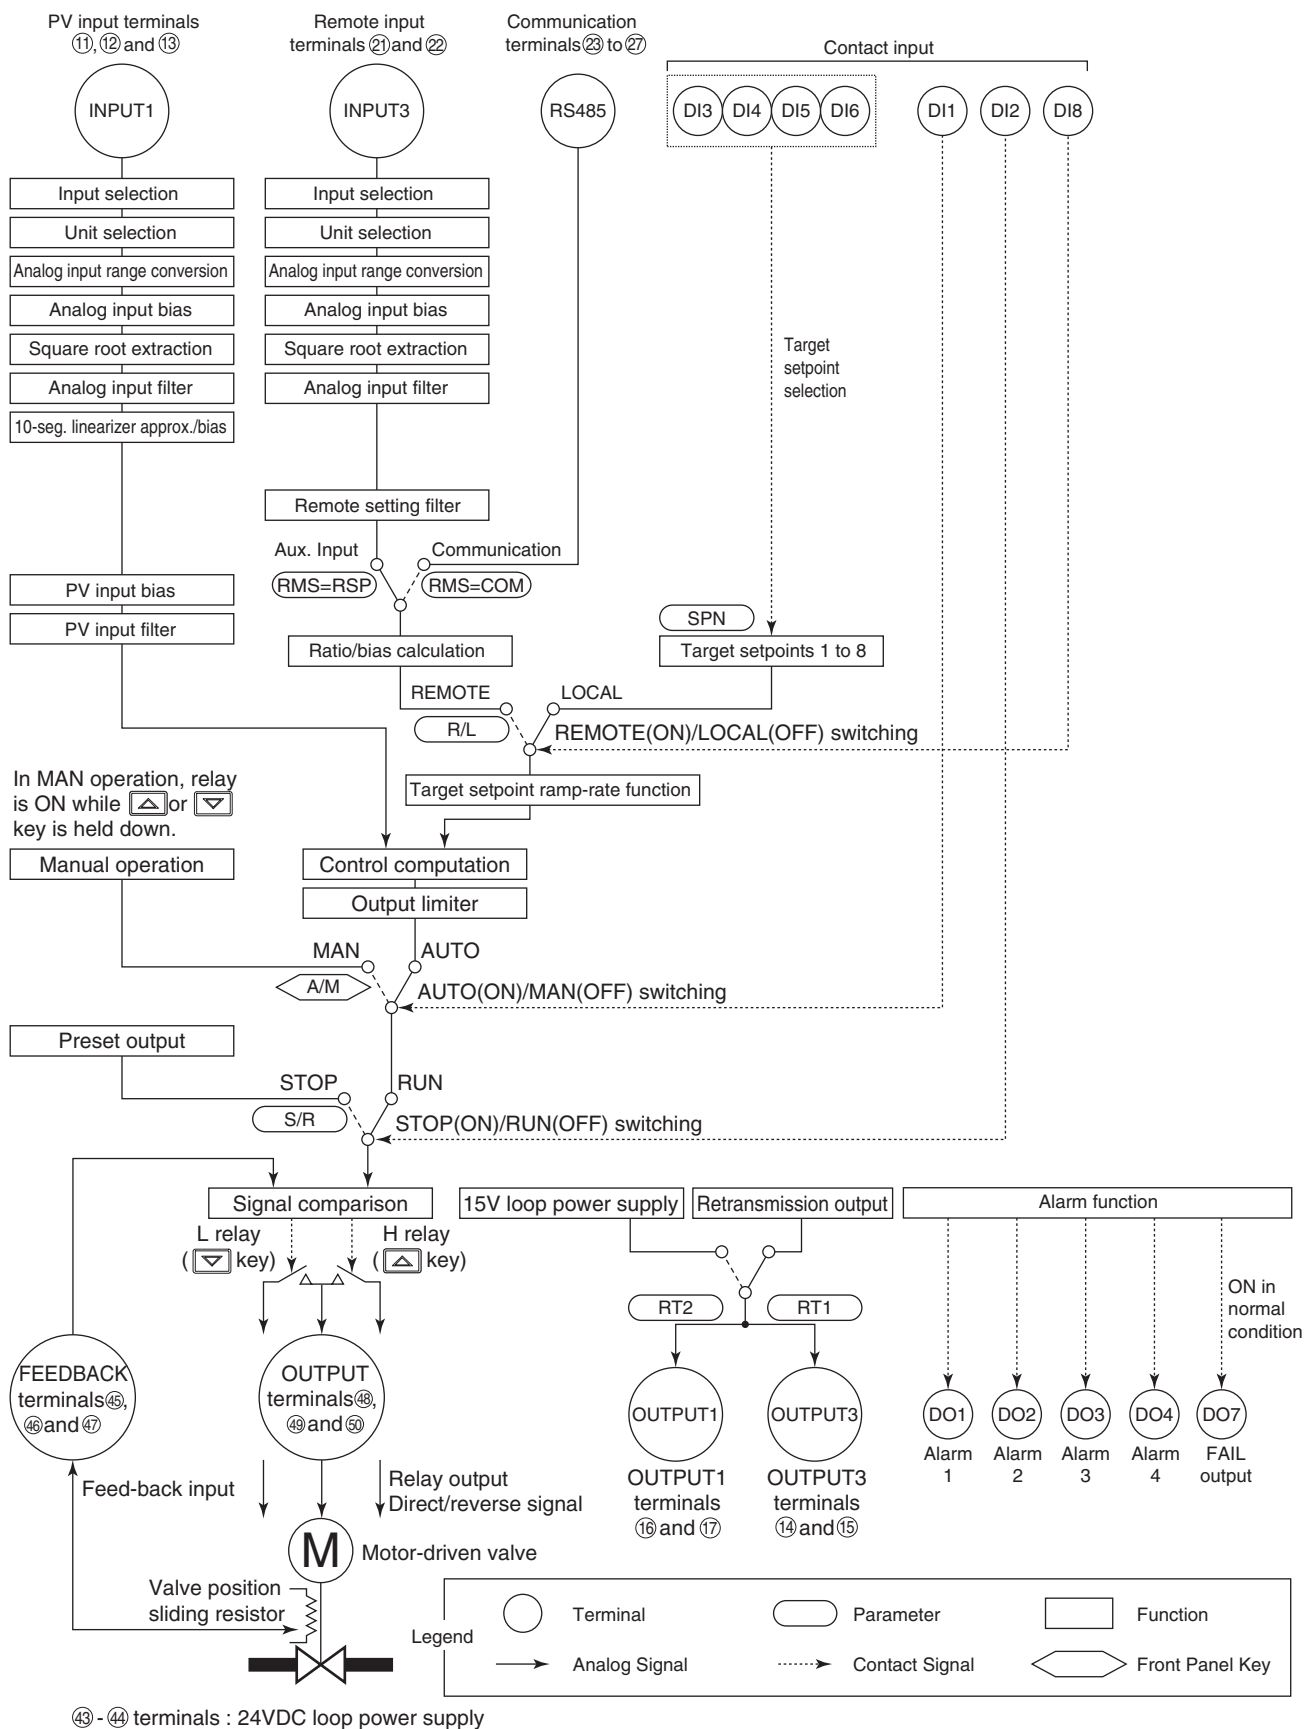 PV input terminals
⑪, ⑫ and ⑬
Remote input
terminals ㉑ and ㉒
Communication
terminals ㉓ to ㉗
Contact input
INPUT1
INPUT3
RS485
DI3
DI4
DI5
DI6
DI1
DI2
DI8
Input selection
Unit selection
Analog input range conversion
Analog input bias
Square root extraction
Analog input filter
10-seg. linearizer approx./bias
Input selection
Unit selection
Analog input range conversion
Analog input bias
Square root extraction
Analog input filter
Target
setpoint
selection
Remote setting filter
Aux. Input
Communication
RMS=RSP
RMS=COM
PV input bias
PV input filter
SPN
Ratio/bias calculation
Target setpoints 1 to 8
REMOTE
LOCAL
R/L
REMOTE(ON)/LOCAL(OFF) switching
In MAN operation, relay
is ON while or
key is held down.
Target setpoint ramp-rate function
Manual operation
Control computation
Output limiter
MAN
AUTO
A/M
AUTO(ON)/MAN(OFF) switching
Preset output
STOP
RUN
S/R
STOP(ON)/RUN(OFF) switching
Signal comparison
15V loop power supply
Retransmission output
Alarm function
L relay
( key)
H relay
( key)
RT2
RT1
ON in
normal
condition
FEEDBACK
terminals ㊺,
㊻ and ㊼
OUTPUT
terminals ㊽,
㊾ and ㊿
OUTPUT1
OUTPUT3
DO1
DO2
DO3
DO4
DO7
Alarm
1
Alarm
2
Alarm
3
Alarm
4
FAIL
output
OUTPUT1
terminals
⑯ and ⑰
OUTPUT3
terminals
⑭ and ⑮
Feed-back input
Relay output
Direct/reverse signal
M
Motor-driven valve
Valve position
sliding resistor
Legend
Terminal
Parameter
Function
Analog Signal
Contact Signal
Front Panel Key
㊸ - ㊹ terminals : 24VDC loop power supply